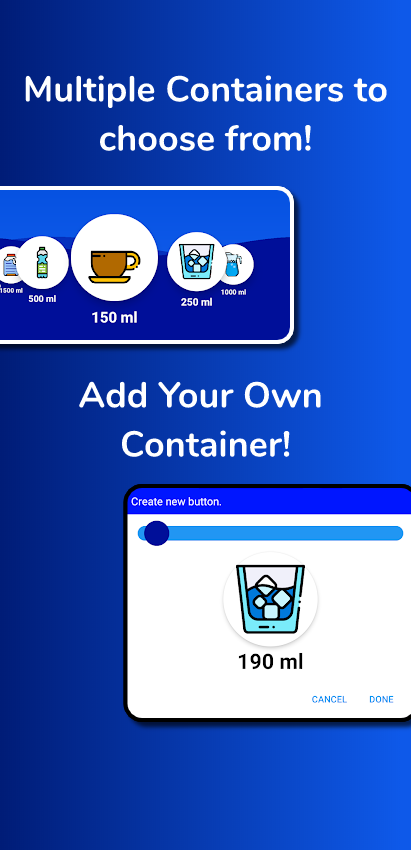 Multiple Containers to
choose from!
1500 ml
500 ml
150 ml
250 ml
1000 ml
Add Your Own
Container!
Create new button.
190 ml
CANCEL DONE